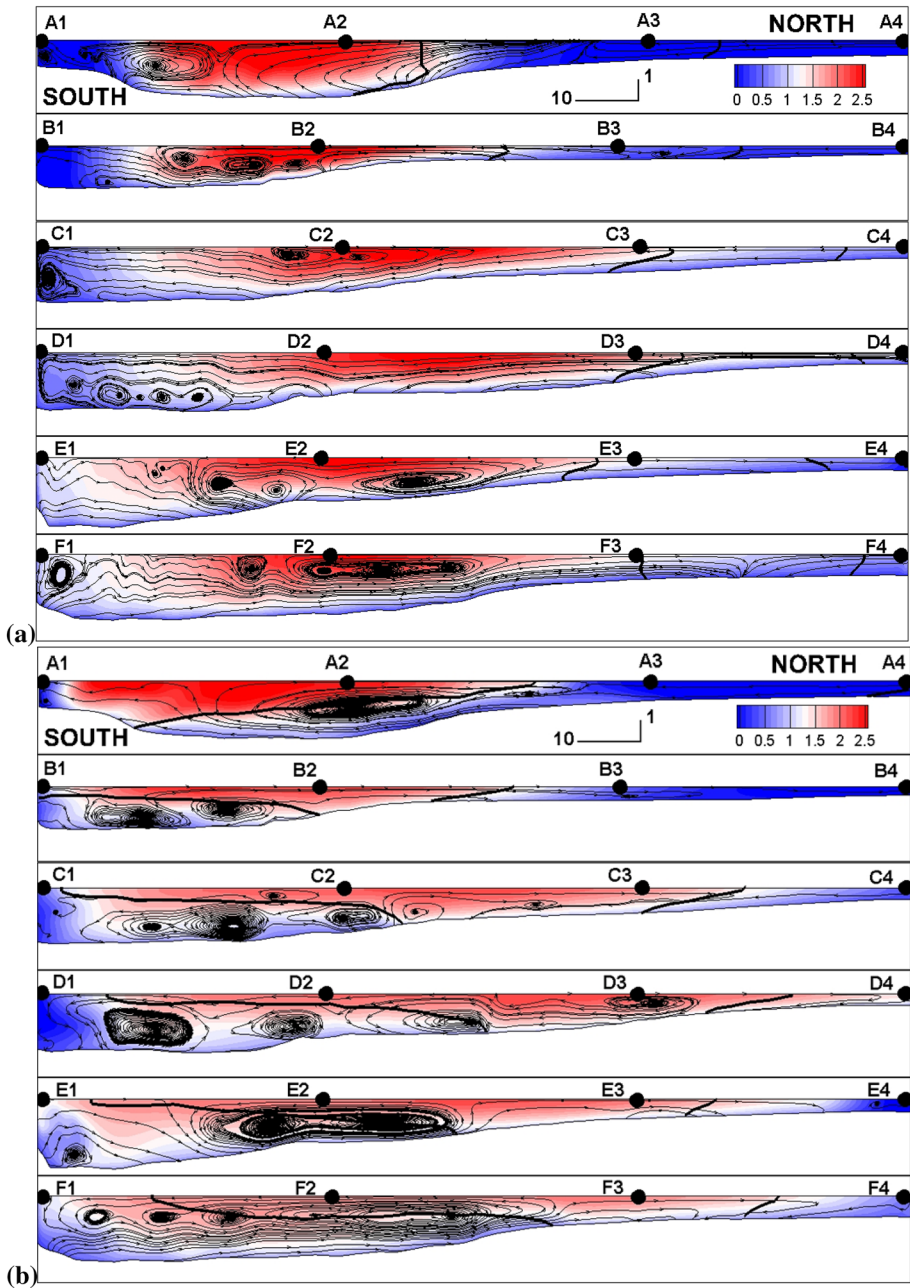 A1 A2 A3 NORTH A4
SOUTH
10 1
0 0.5 1 1.5 2 2.5
B1 B2 B3 B4
C1 C2 C3 C4
D1 D2 D3 D4
E1 E2 E3 E4
F1 F2 F3 F4
(a)
A1 A2 A3 NORTH A4
SOUTH
10 1
0 0.5 1 1.5 2 2.5
B1 B2 B3 B4
C1 C2 C3 C4
D1 D2 D3 D4
E1 E2 E3 E4
F1 F2 F3 F4
(b)